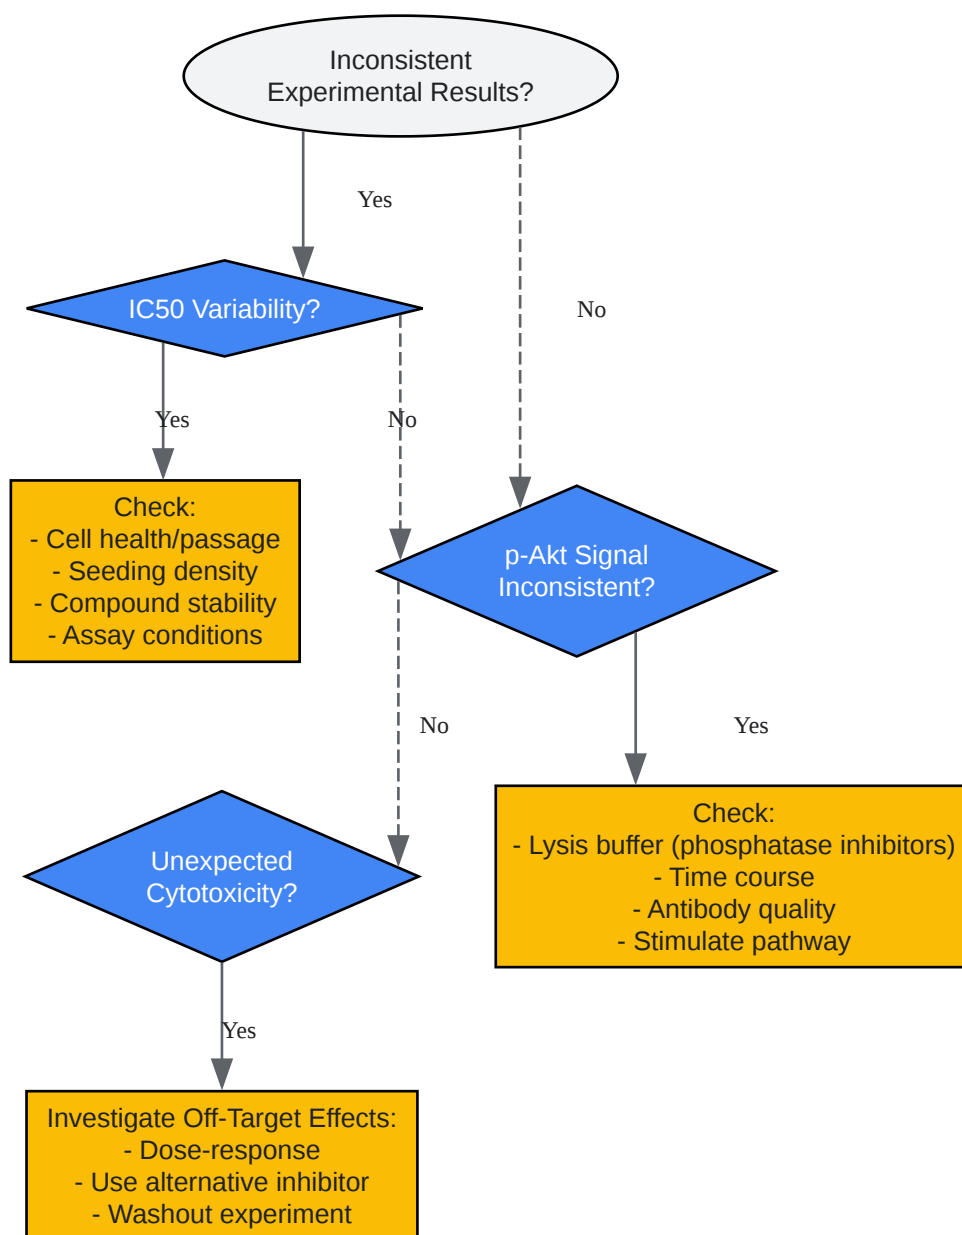 Inconsistent
Experimental Results?
Yes
IC50 Variability?
No
Yes
No
Check:
- Cell health/passage
- Seeding density
- Compound stability
- Assay conditions
p-Akt Signal
Inconsistent?
No
Yes
Check:
- Lysis buffer (phosphatase inhibitors)
- Time course
- Antibody quality
- Stimulate pathway
Unexpected
Cytotoxicity?
Yes
Investigate Off-Target Effects:
- Dose-response
- Use alternative inhibitor
- Washout experiment